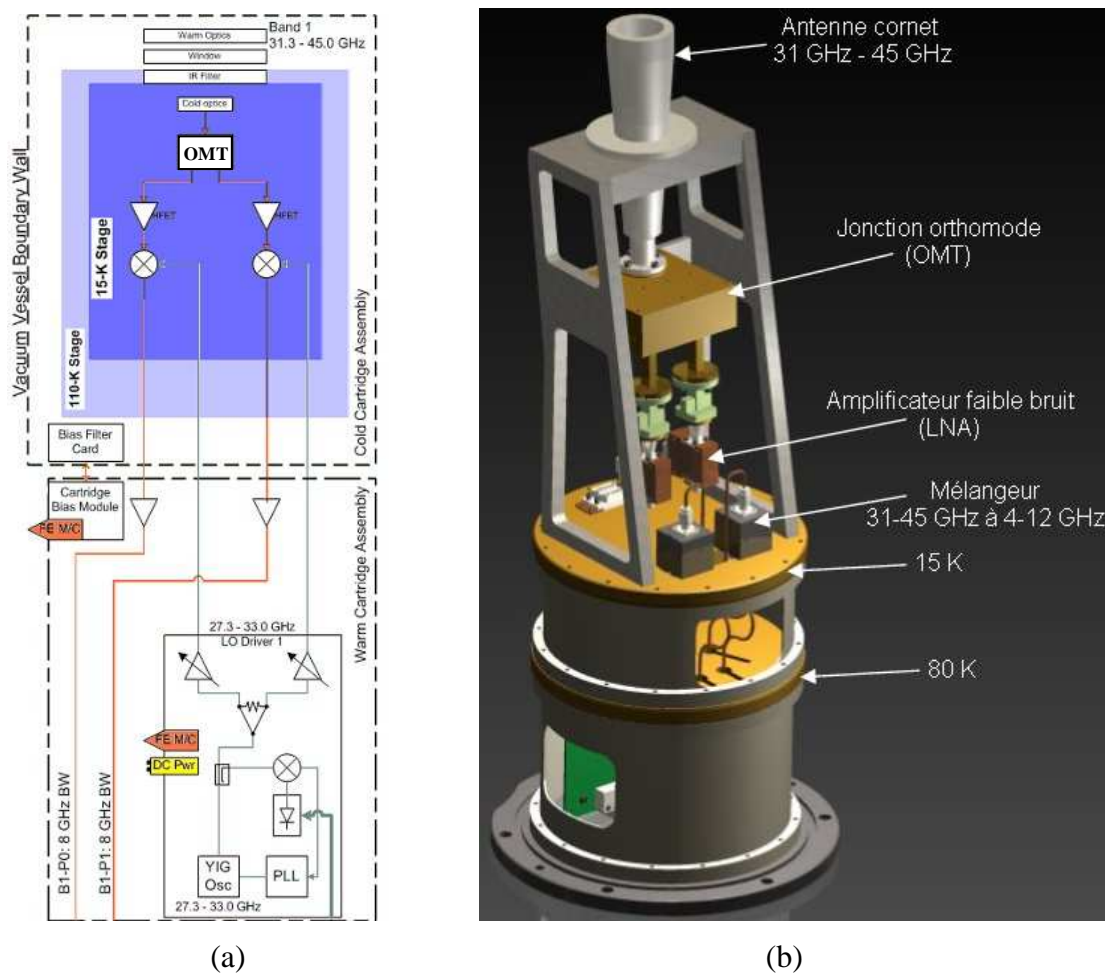 Band 1
31.3 - 45.0 GHz
Warm Optics
Window
IR Filter
Cold optics
OMT
HFET
HFET
15-K Stage
110-K Stage
Vacuum Vessel Boundary Wall
Cold Cartridge Assembly
Bias Filter
Card
Cartridge
Bias Module
FE M/C
Warm Cartridge Assembly
27.3 - 33.0 GHz
LO Driver 1
FE M/C
DC Pwr
YIG
Osc
PLL
27.3 - 33.0 GHz
B1-P0: 8 GHz BW
B1-P1: 8 GHz BW
(a)
Antenne cornet
31 GHz - 45 GHz
Jonction orthomode
(OMT)
Amplificateur faible bruit
(LNA)
Mélangeur
31-45 GHz à 4-12 GHz
15 K
80 K
(b)